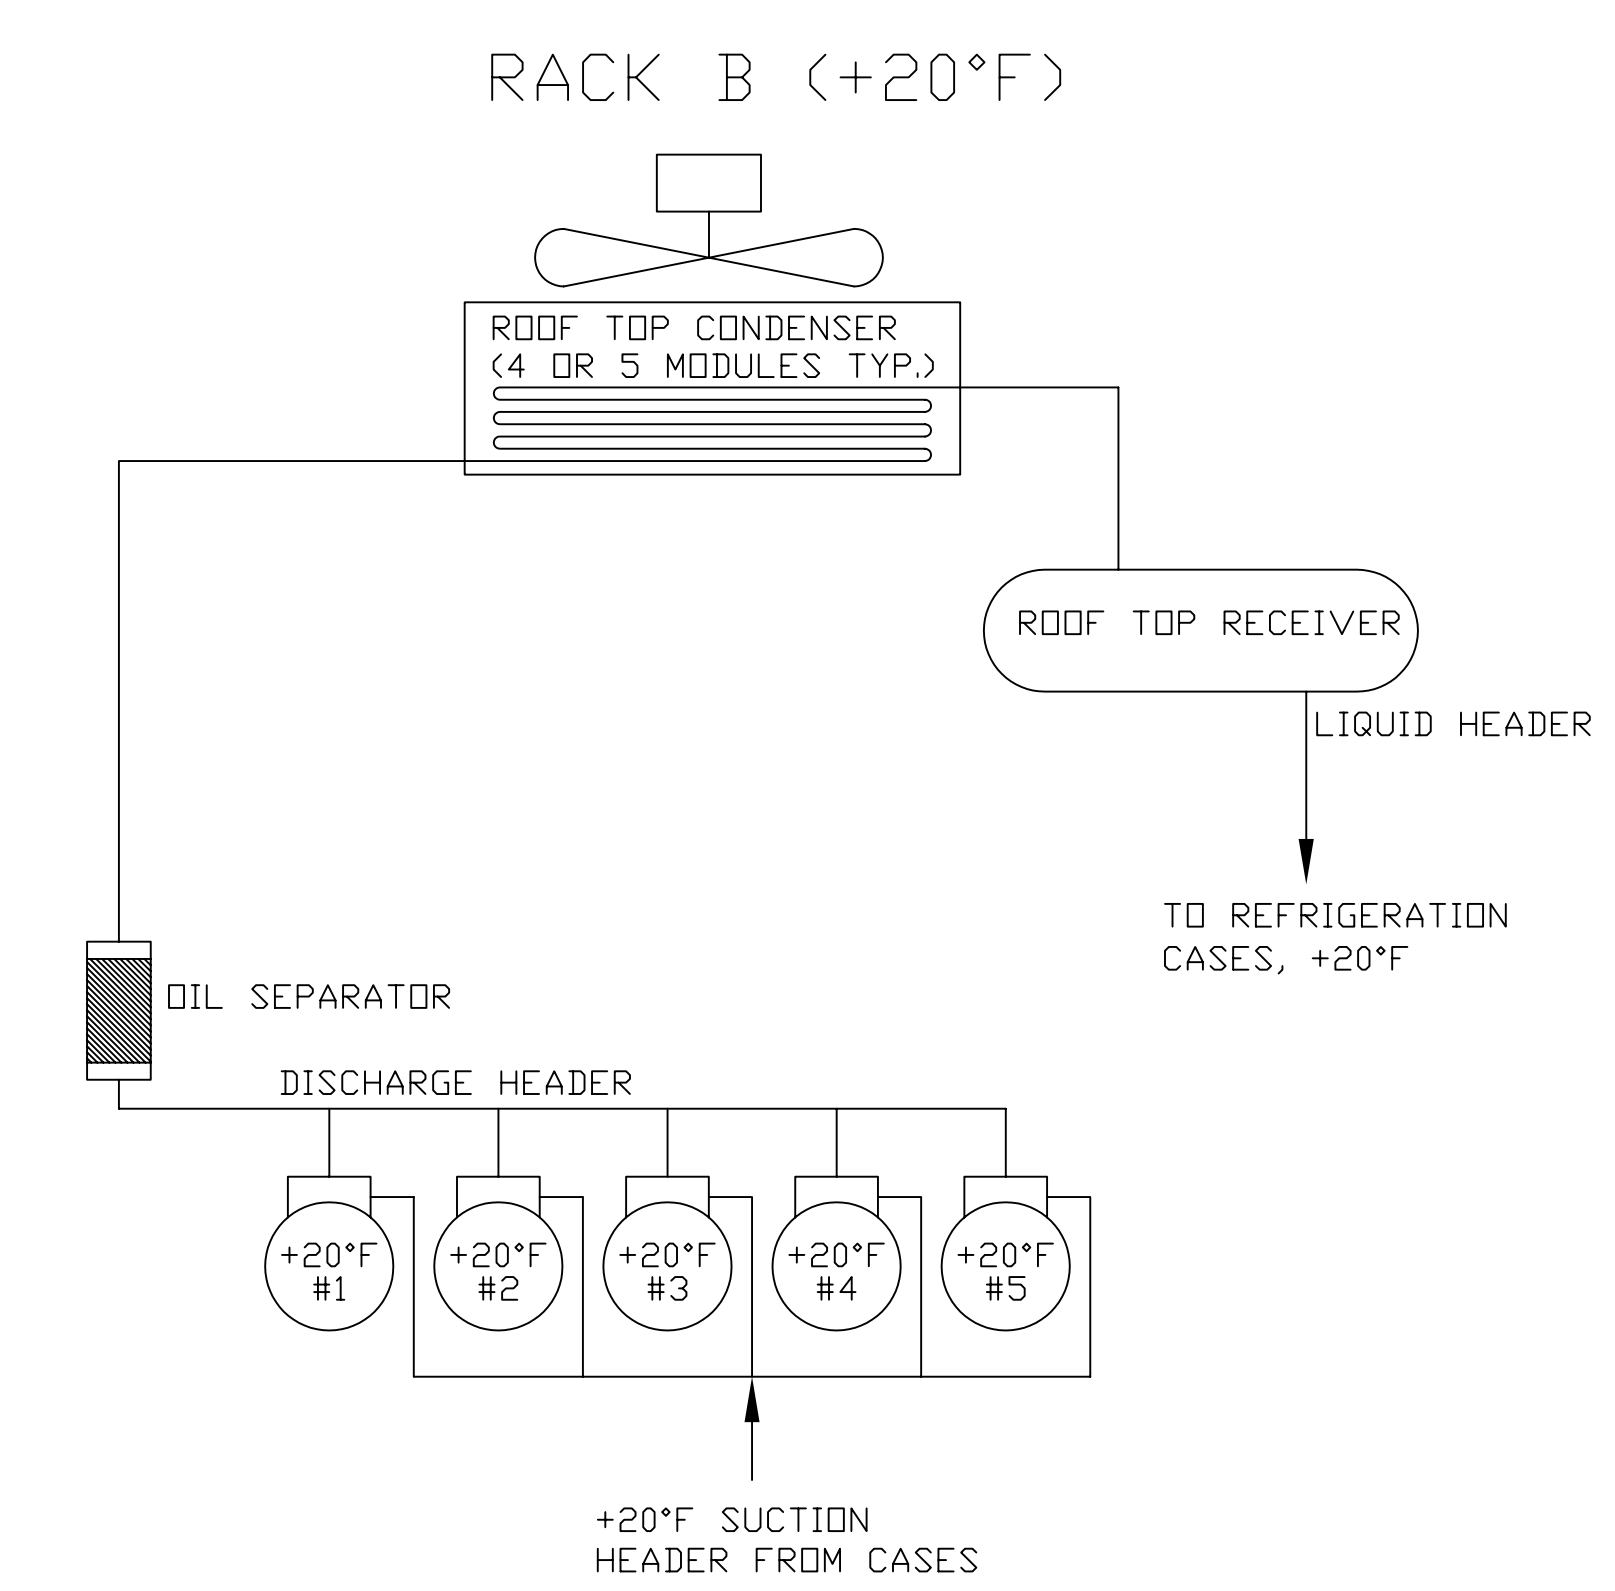 RACK B (+20°F)
ROOF TOP CONDENSER
(4 OR 5 MODULES TYP.)
ROOF TOP RECEIVER
LIQUID HEADER
TO REFRIGERATION
CASES, +20°F
OIL SEPARATOR
DISCHARGE HEADER
+20°F
#1
+20°F
#2
+20°F
#3
+20°F
#4
+20°F
#5
+20°F SUCTION
HEADER FROM CASES